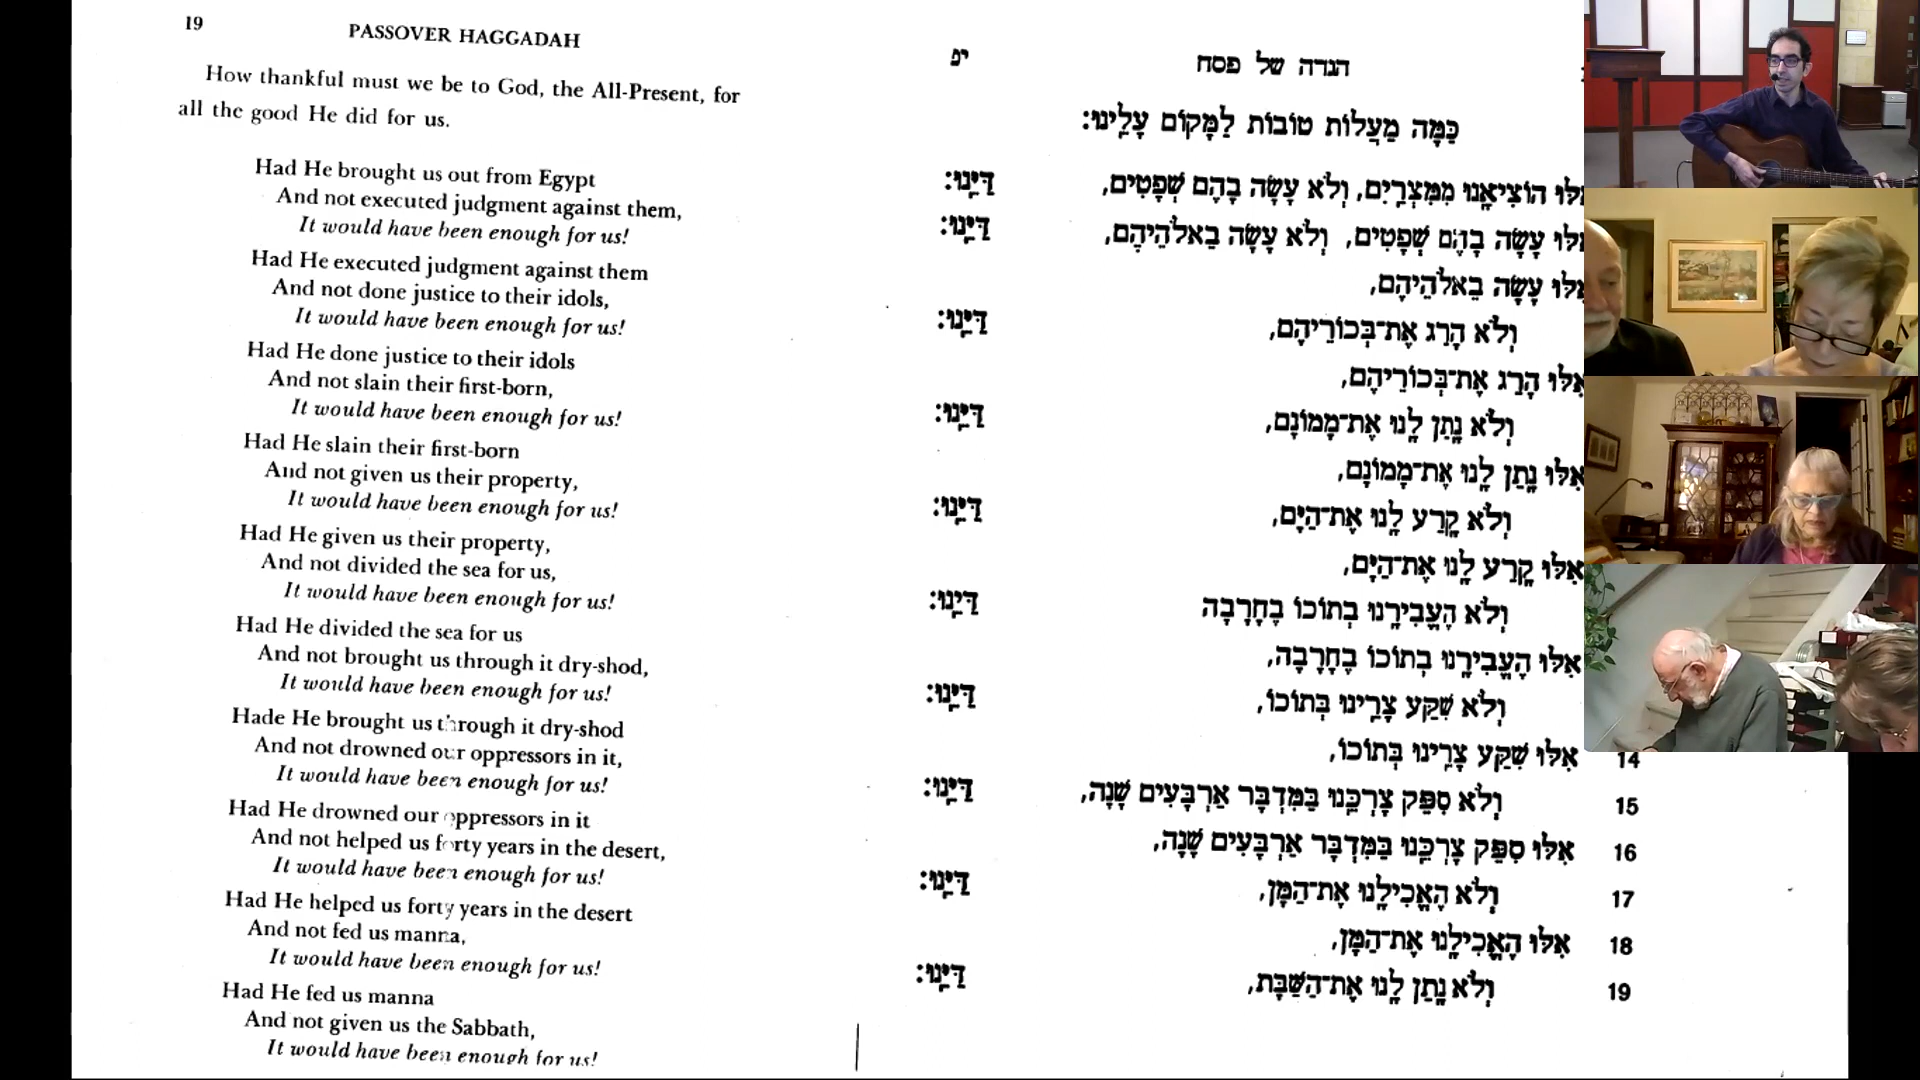 19
PASSOVER HAGGADAH
How thankful must we be to God, the All-Present, for
all the good He did for us.
Had He brought us out from Egypt
And not executed judgment against them,
It would have been enough for us!
Had He executed judgment against them
And not done justice to their idols,
It would have been enough for us!
Had He done justice to their idols
And not slain their first-born,
It would have been enough for us!
Had He slain their first-born
And not given us their property,
It would have been enough for us!
Had He given us their property,
And not divided the sea for us,
It would have been enough for us!
Had He divided the sea for us
And not brought us through it dry-shod,
It would have been enough for us!
Hade He brought us through it dry-shod
And not drowned our oppressors in it,
It would have been enough for us!
Had He drowned our oppressors in it
And not helped us forty years in the desert,
It would have been enough for us!
Had He helped us forty years in the desert
And not fed us manna,
It would have been enough for us!
Had He fed us manna
And not given us the Sabbath,
It would have been enough for us!
הגדה של פסח
כַּמָּה מַעֲלוֹת טוֹבוֹת לַמָּקוֹם עָלֵֽינוּ:
הוֹצִיאָֽנוּ מִמִּצְרַֽיִם, וְלֹא עָשָׂה בָהֶם שְׁפָטִים, דַּיֵּֽנוּ:
עָשָׂה בָהֶם שְׁפָטִים, וְלֹא עָשָׂה בֵאלֹהֵיהֶם, דַּיֵּֽנוּ:
עָשָׂה בֵאלֹהֵיהֶם,
וְלֹא הָרַג אֶת־בְּכוֹרֵיהֶם, דַּיֵּֽנוּ:
אִלּוּ הָרַג אֶת־בְּכוֹרֵיהֶם,
וְלֹא נָֽתַן לָֽנוּ אֶת־מָמוֹנָם, דַּיֵּֽנוּ:
אִלּוּ נָֽתַן לָֽנוּ אֶת־מָמוֹנָם,
וְלֹא קָֽרַע לָֽנוּ אֶת־הַיָּם, דַּיֵּֽנוּ:
אִלּוּ קָֽרַע לָֽנוּ אֶת־הַיָּם,
וְלֹא הֶעֱבִירָֽנוּ בְתוֹכוֹ בֶחָרָבָה דַּיֵּֽנוּ:
אִלּוּ הֶעֱבִירָֽנוּ בְתוֹכוֹ בֶחָרָבָה,
וְלֹא שִׁקַּע צָרֵֽינוּ בְּתוֹכוֹ, דַּיֵּֽנוּ:
14 אִלּוּ שִׁקַּע צָרֵֽינוּ בְּתוֹכוֹ,
15 וְלֹא סִפֵּק צָרְכֵּֽנוּ בַּמִּדְבָּר אַרְבָּעִים שָׁנָה, דַּיֵּֽנוּ:
16 אִלּוּ סִפֵּק צָרְכֵּֽנוּ בַּמִּדְבָּר אַרְבָּעִים שָׁנָה,
17 וְלֹא הֶאֱכִילָֽנוּ אֶת־הַמָּן, דַּיֵּֽנוּ:
18 אִלּוּ הֶאֱכִילָֽנוּ אֶת־הַמָּן,
19 וְלֹא נָֽתַן לָֽנוּ אֶת־הַשַּׁבָּת, דַּיֵּֽנוּ: